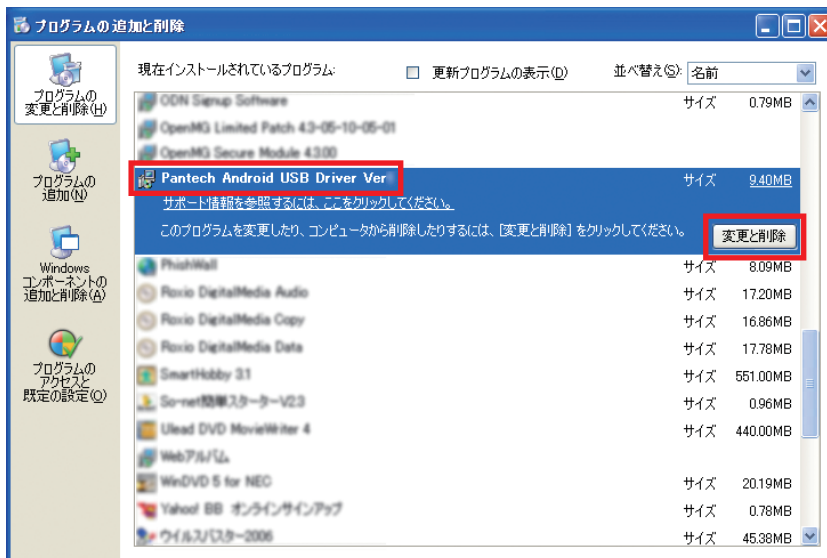 プログラムの追加と削除
現在インストールされているプログラム:
更新プログラムの表示(D)
並べ替え(S):
名前
プログラムの
変更と削除(H)
プログラムの
追加(N)
Windows
コンポーネントの
追加と削除(A)
プログラムの
アクセスと
既定の設定(O)
ODN Signup Software サイズ 0.79MB
OpenMG Limited Patch 4.3-05-10-05-01
OpenMG Secure Module 4.3.00
Pantech Android USB Driver Ver サイズ 9.40MB
サポート情報を参照するには、ここをクリックしてください。
このプログラムを変更したり、コンピュータから削除したりするには、[変更と削除] をクリックしてください。
変更と削除
PhishWall サイズ 8.09MB
Roxio DigitalMedia Audio サイズ 17.20MB
Roxio DigitalMedia Copy サイズ 16.86MB
Roxio DigitalMedia Data サイズ 17.78MB
SmartHobby 3.1 サイズ 551.00MB
So-net簡単スターターV2.3 サイズ 0.96MB
Ulead DVD MovieWriter 4 サイズ 440.00MB
Webアルバム
WinDVD 5 for NEC サイズ 20.19MB
Yahoo! BB オンラインサインアップ サイズ 0.78MB
ウイルスバスター2006 サイズ 45.38MB